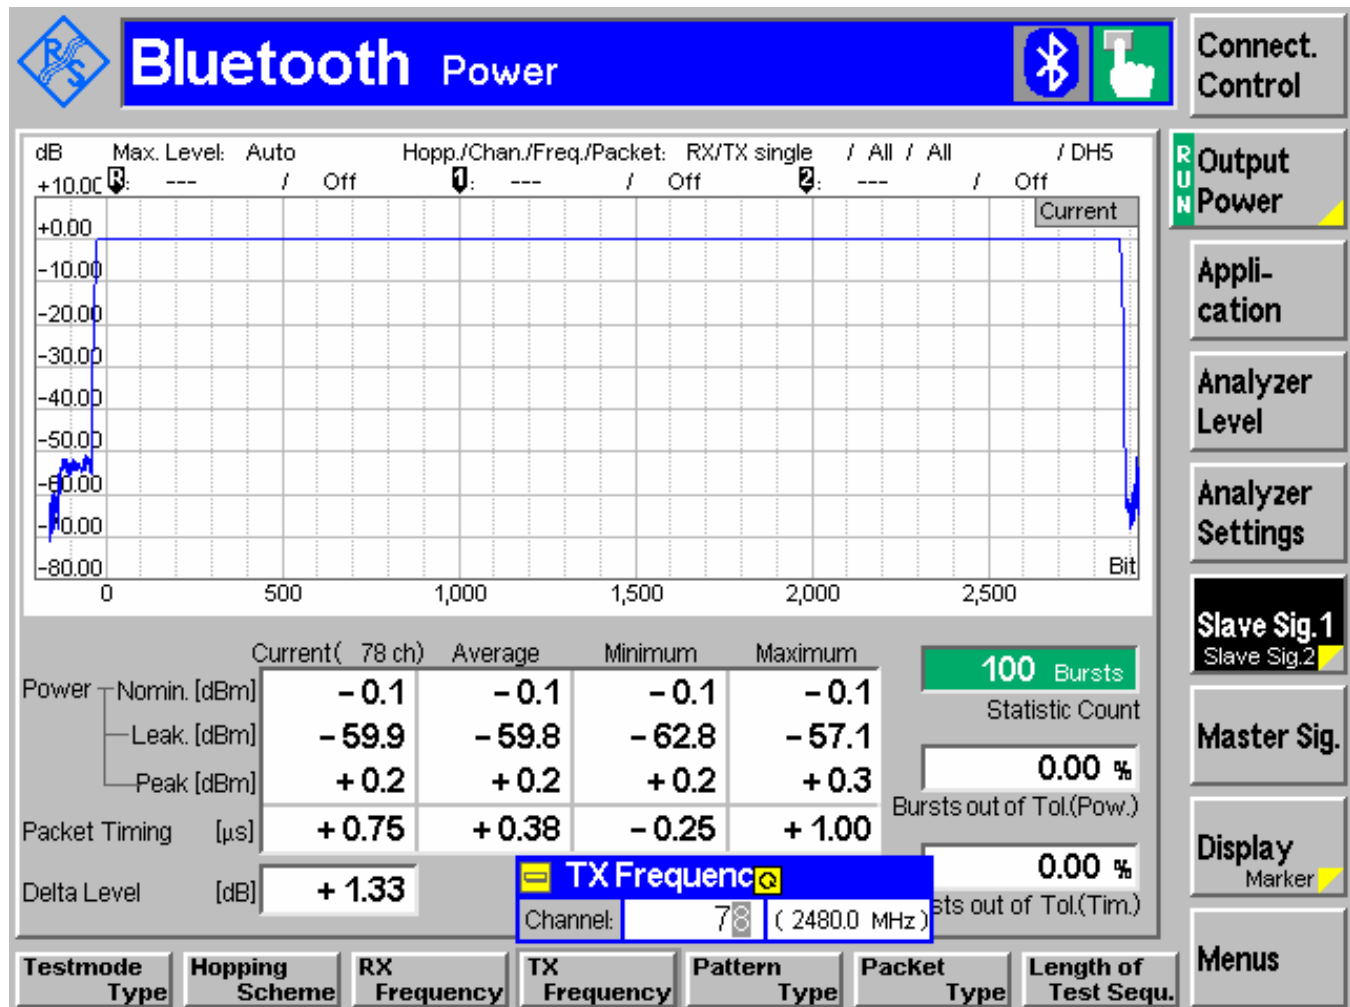 R S
Bluetooth Power
Connect. Control
dB Max. Level: Auto Hopp./Chan./Freq./Packet: RX/TX single / All / All / DH5
+10.00 R: --- / Off 1: --- / Off 2: --- / Off
Current
+0.00
-10.00
-20.00
-30.00
-40.00
-50.00
-60.00
-70.00
-80.00
Bit
0 500 1,000 1,500 2,000 2,500
RUN
Output Power
Appli-
cation
Analyzer Level
Analyzer Settings
Slave Sig.1
Slave Sig.2
Master Sig.
Display
Marker
Menus
Current( 78 ch) Average Minimum Maximum
Power Nomin. [dBm] - 0.1 - 0.1 - 0.1 - 0.1
Leak. [dBm] - 59.9 - 59.8 - 62.8 - 57.1
Peak [dBm] + 0.2 + 0.2 + 0.2 + 0.3
Packet Timing [µs] + 0.75 + 0.38 - 0.25 + 1.00
Delta Level [dB] + 1.33
100 Bursts
Statistic Count
0.00 %
Bursts out of Tol.(Pow.)
0.00 %
sts out of Tol.(Tim.)
TX Frequenc
Channel: 78 ( 2480.0 MHz )
Testmode Type
Hopping Scheme
RX Frequency
TX Frequency
Pattern Type
Packet Type
Length of Test Sequ.